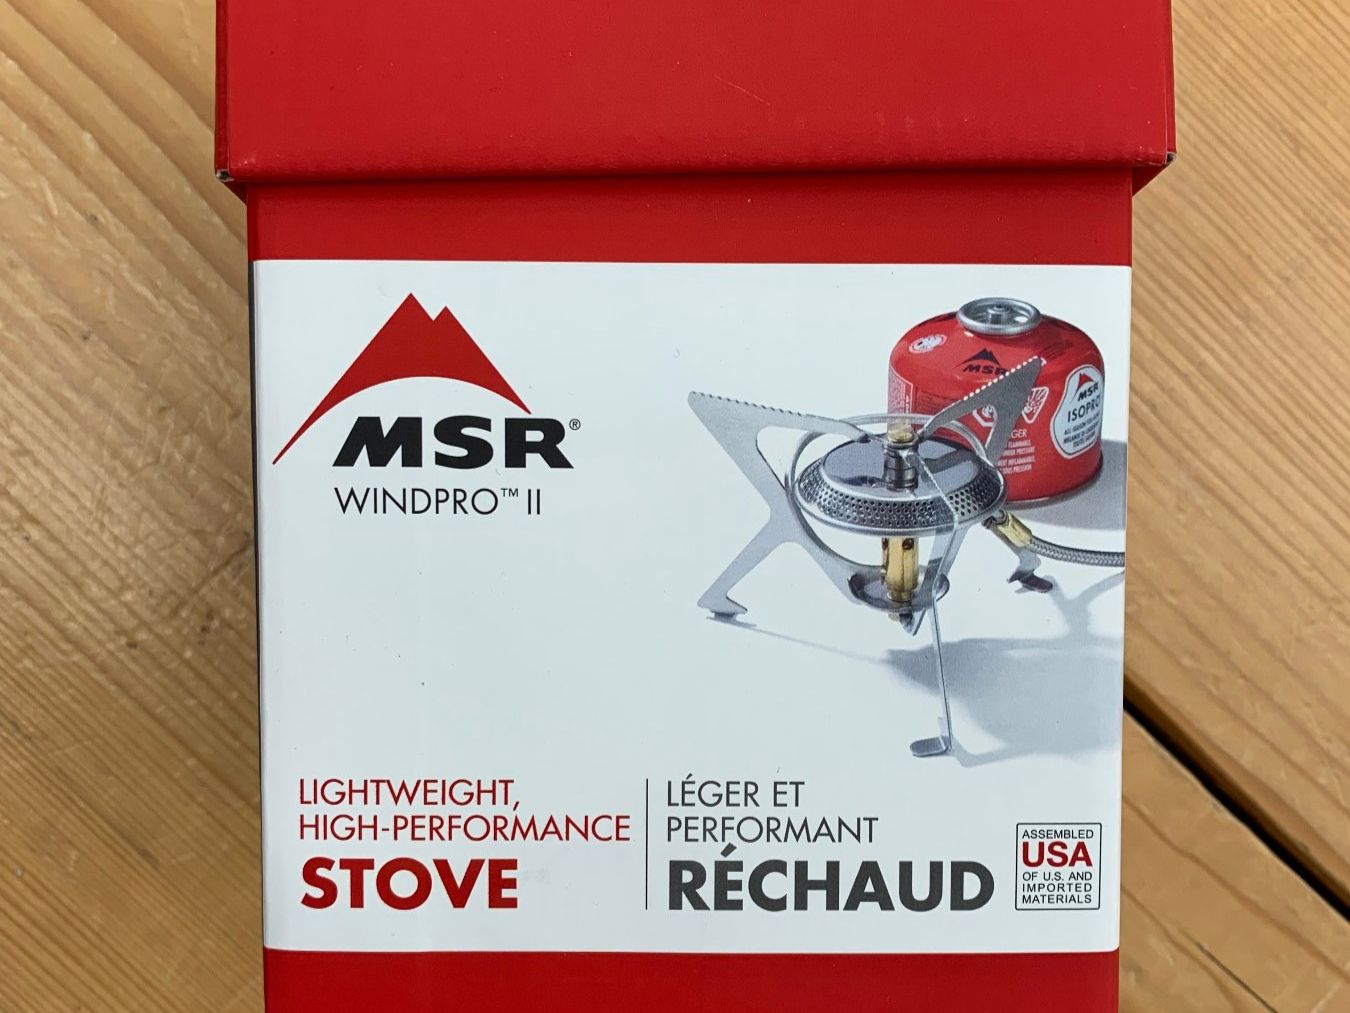 MSR®
WINDPRO™ II
MSR
MSR
ISOPRO
LIGHTWEIGHT,
HIGH-PERFORMANCE
STOVE
LÉGER ET
PERFORMANT
RÉCHAUD
ASSEMBLED
USA
OF U.S. AND
IMPORTED
MATERIALS